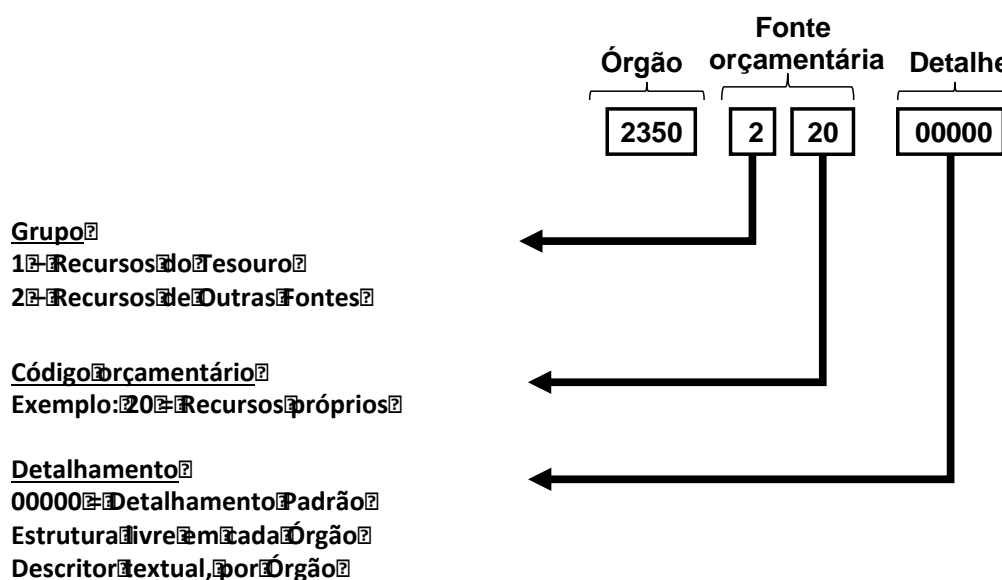 Fonte
Órgão orçamentária Detalhe
2350 2 20 00000
Grupo
1 – Recursos do Tesouro
2 – Recursos de Outras Fontes
Código orçamentário
Exemplo: 20 = Recursos próprios
Detalhamento
00000 = Detalhamento Padrão
Estrutura livre em cada Órgão
Descritor textual, por Órgão